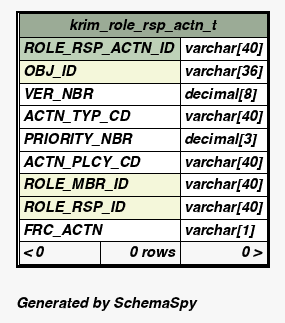 krim_role_rsp_actn_t
ROLE_RSP_ACTN_ID varchar[40]
OBJ_ID varchar[36]
VER_NBR decimal[8]
ACTN_TYP_CD varchar[40]
PRIORITY_NBR decimal[3]
ACTN_PLCY_CD varchar[40]
ROLE_MBR_ID varchar[40]
ROLE_RSP_ID varchar[40]
FRC_ACTN varchar[1]
< 0 0 rows 0 >
Generated by SchemaSpy